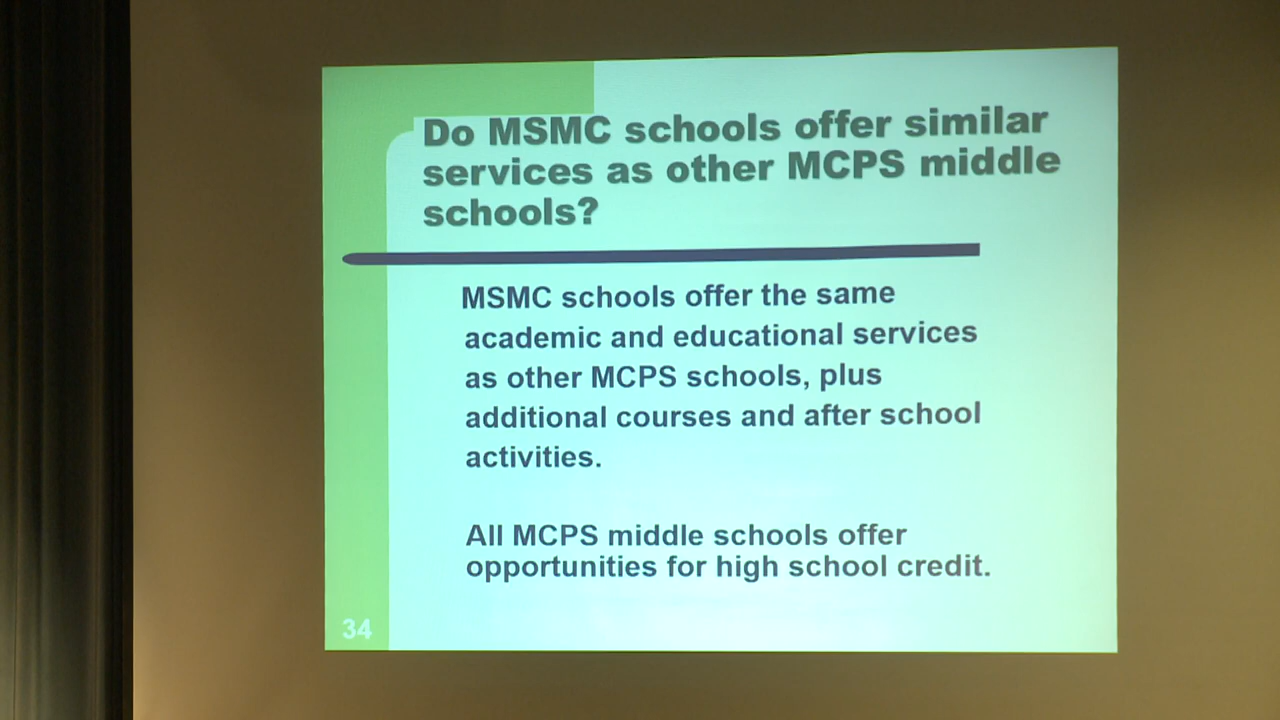 Do MSMC schools offer similar
services as other MCPS middle
schools?
MSMC schools offer the same
academic and educational services
as other MCPS schools, plus
additional courses and after school
activities.
All MCPS middle schools offer
opportunities for high school credit.
34